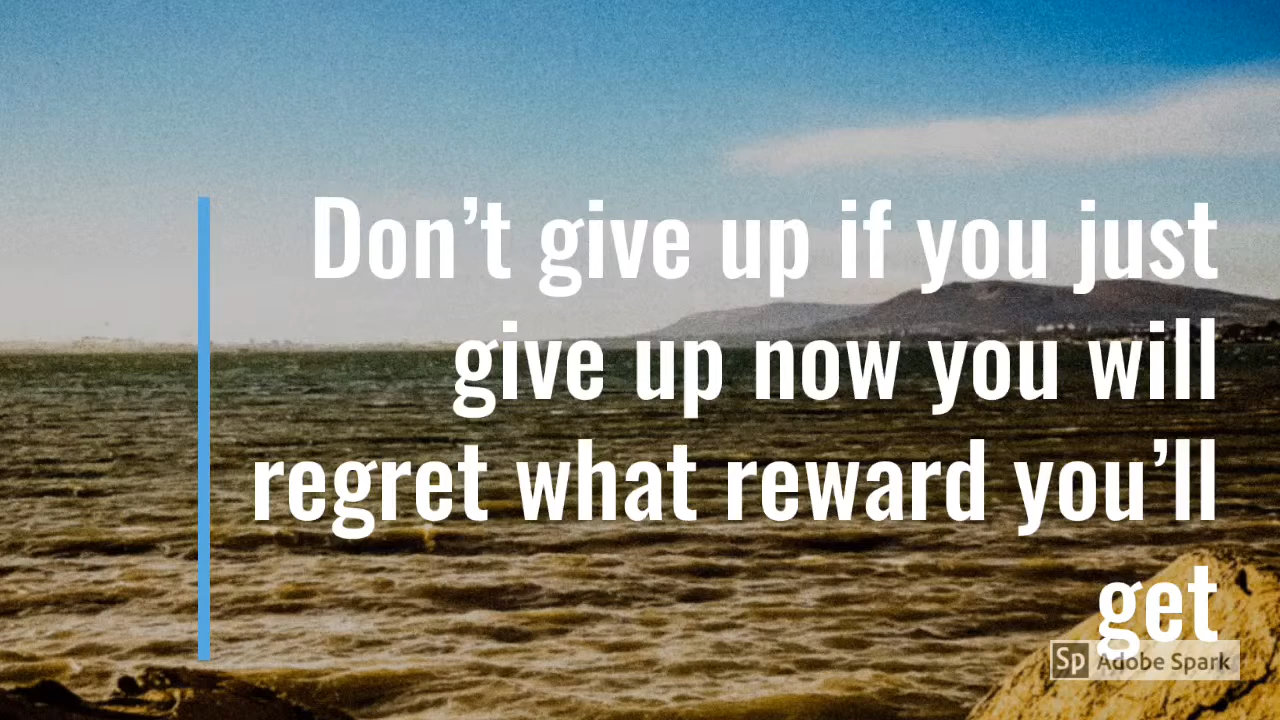 Don’t give up if you just
give up now you will
regret what reward you’ll
get
Sp Adobe Spark